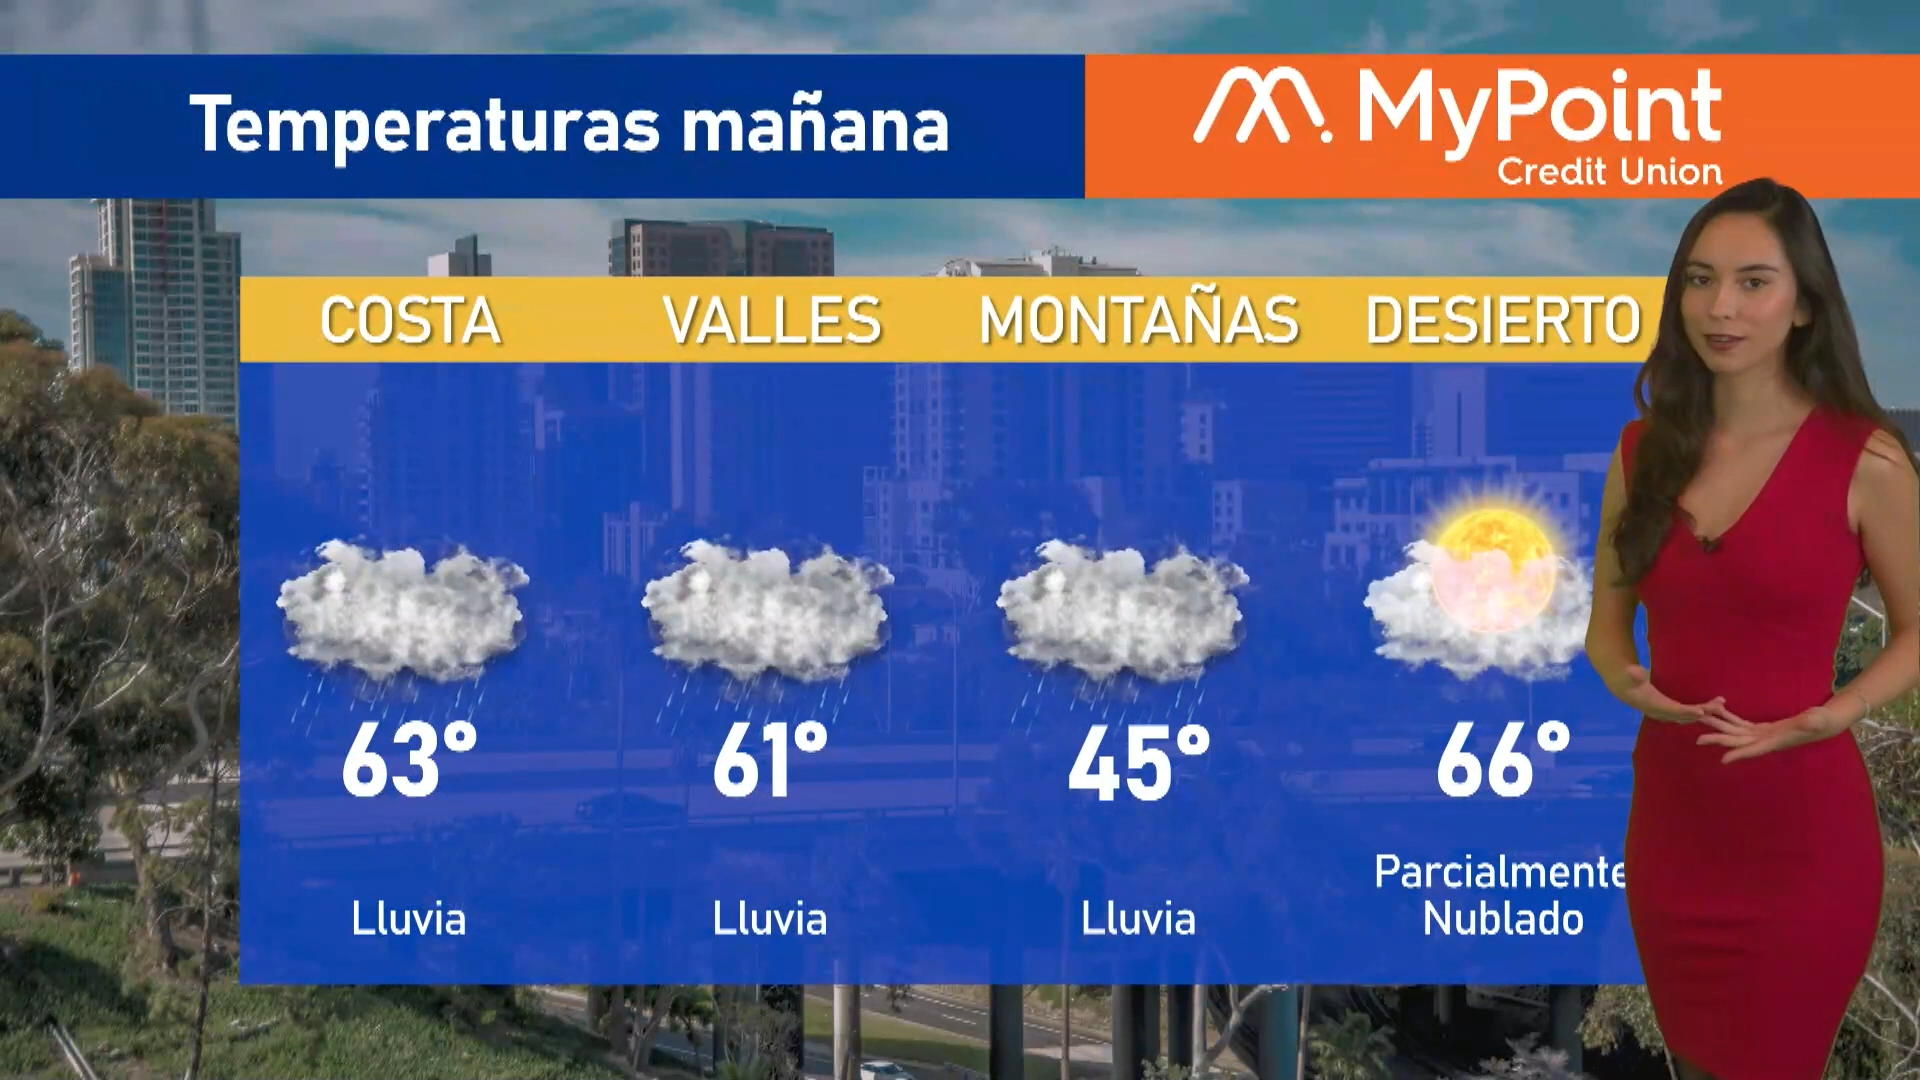 Temperaturas mañana
MyPoint
Credit Union
COSTA VALLES MONTAÑAS DESIERTO
63° 61° 45° 66°
Lluvia Lluvia Lluvia Parcialmente
Nublado